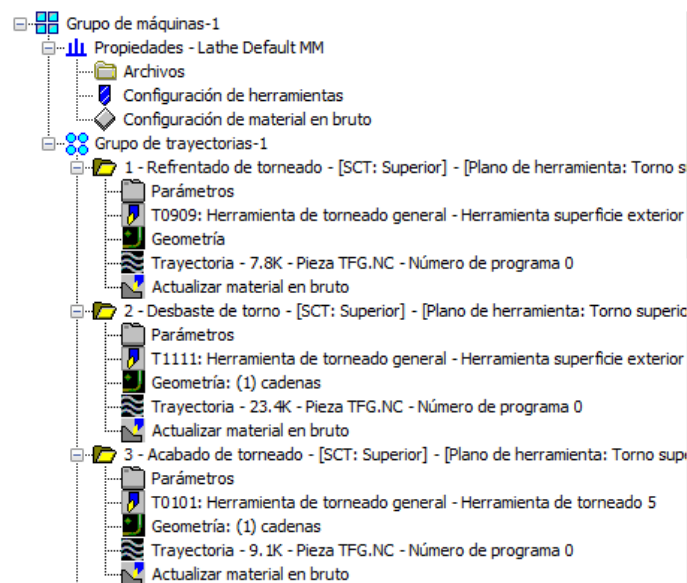 Grupo de máquinas-1
Propiedades - Lathe Default MM
Archivos
Configuración de herramientas
Configuración de material en bruto
Grupo de trayectorias-1
1 - Refrentado de torneado - [SCT: Superior] - [Plano de herramienta: Torno s
Parámetros
T0909: Herramienta de torneado general - Herramienta superficie exterior
Geometría
Trayectoria - 7.8K - Pieza TFG.NC - Número de programa 0
Actualizar material en bruto
2 - Desbaste de torno - [SCT: Superior] - [Plano de herramienta: Torno superio
Parámetros
T1111: Herramienta de torneado general - Herramienta superficie exterior
Geometría: (1) cadenas
Trayectoria - 23.4K - Pieza TFG.NC - Número de programa 0
Actualizar material en bruto
3 - Acabado de torneado - [SCT: Superior] - [Plano de herramienta: Torno supe
Parámetros
T0101: Herramienta de torneado general - Herramienta de torneado 5
Geometría: (1) cadenas
Trayectoria - 9.1K - Pieza TFG.NC - Número de programa 0
Actualizar material en bruto